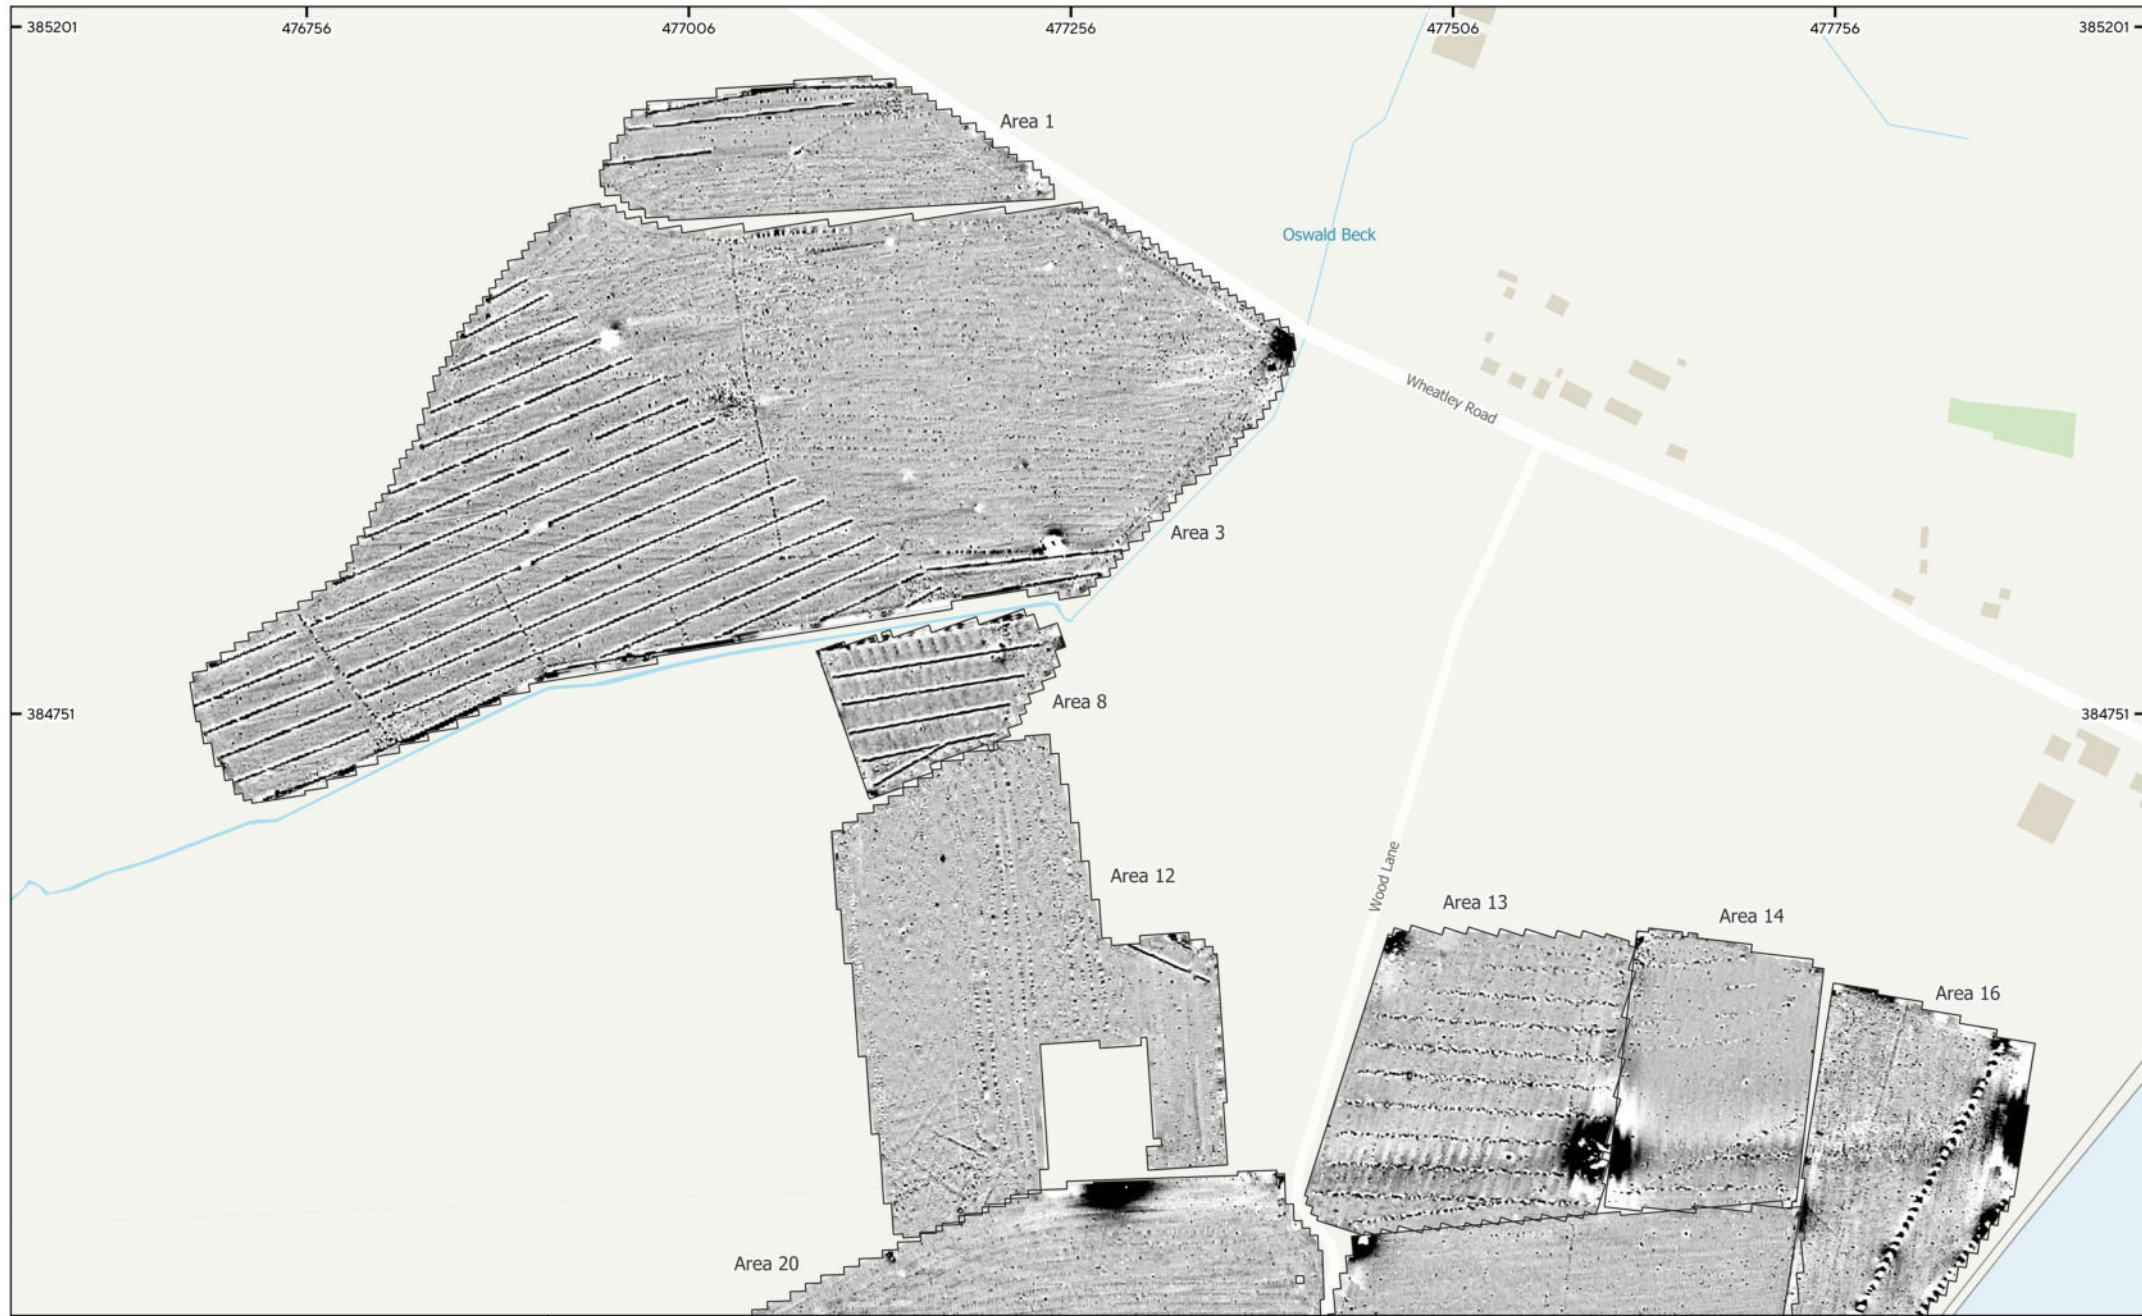 385201
476756
477006
477256
477506
477756
385201
Area 1
Oswald Beck
Wheatley Road
Area 3
Area 8
384751
384751
Wood Lane
Area 12
Area 13
Area 14
Area 16
Area 20